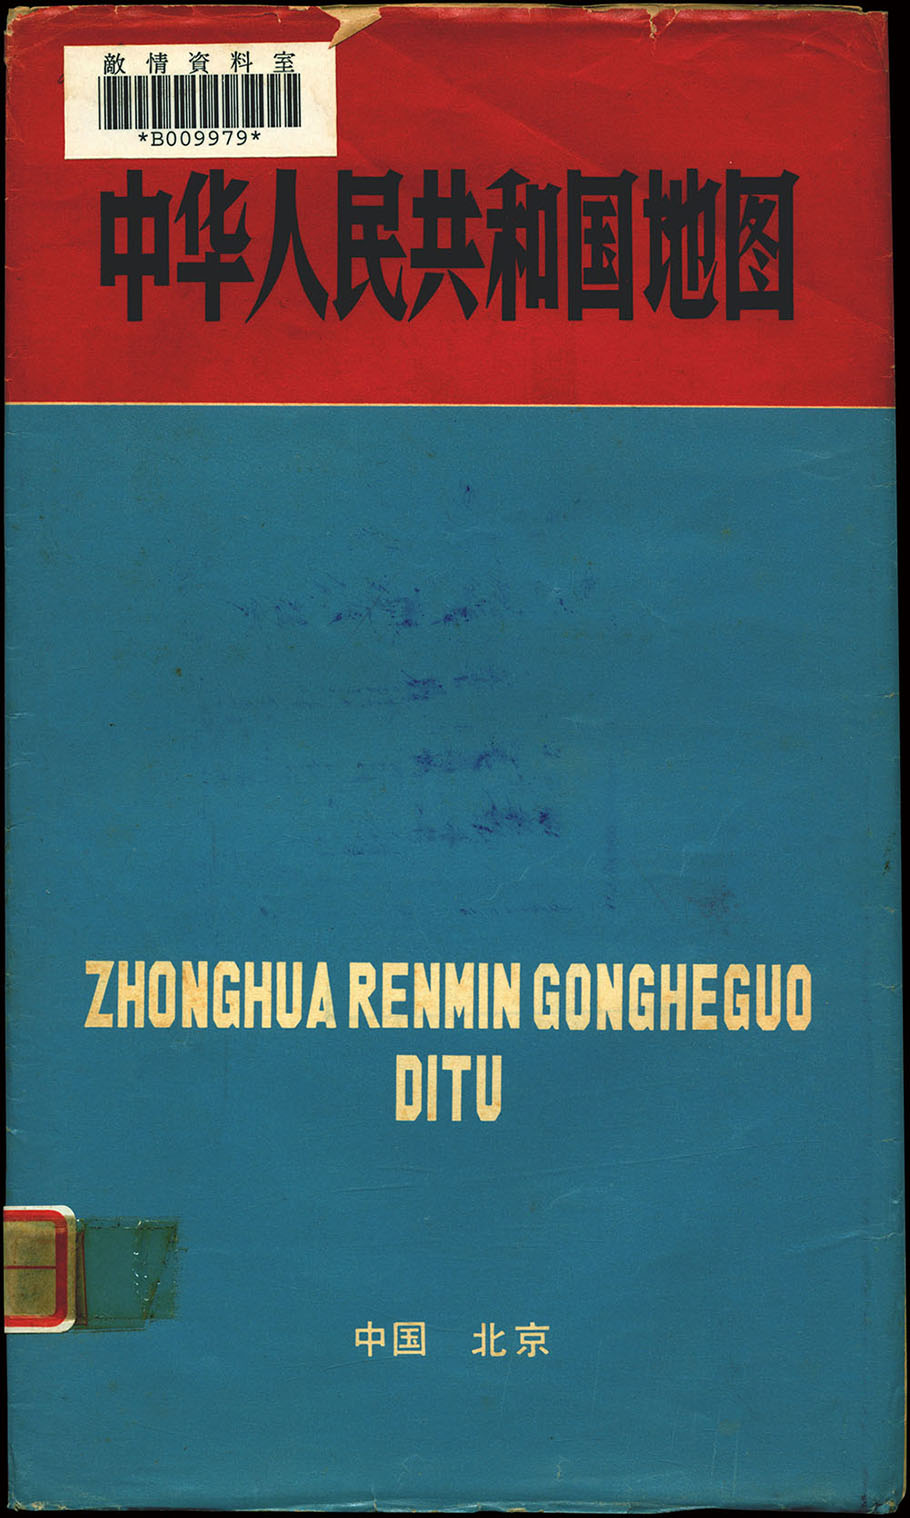 敵情資料室
*B009979*
中华人民共和国地图
ZHONGHUA RENMIN GONGHEGUO
DITU
中国 北京